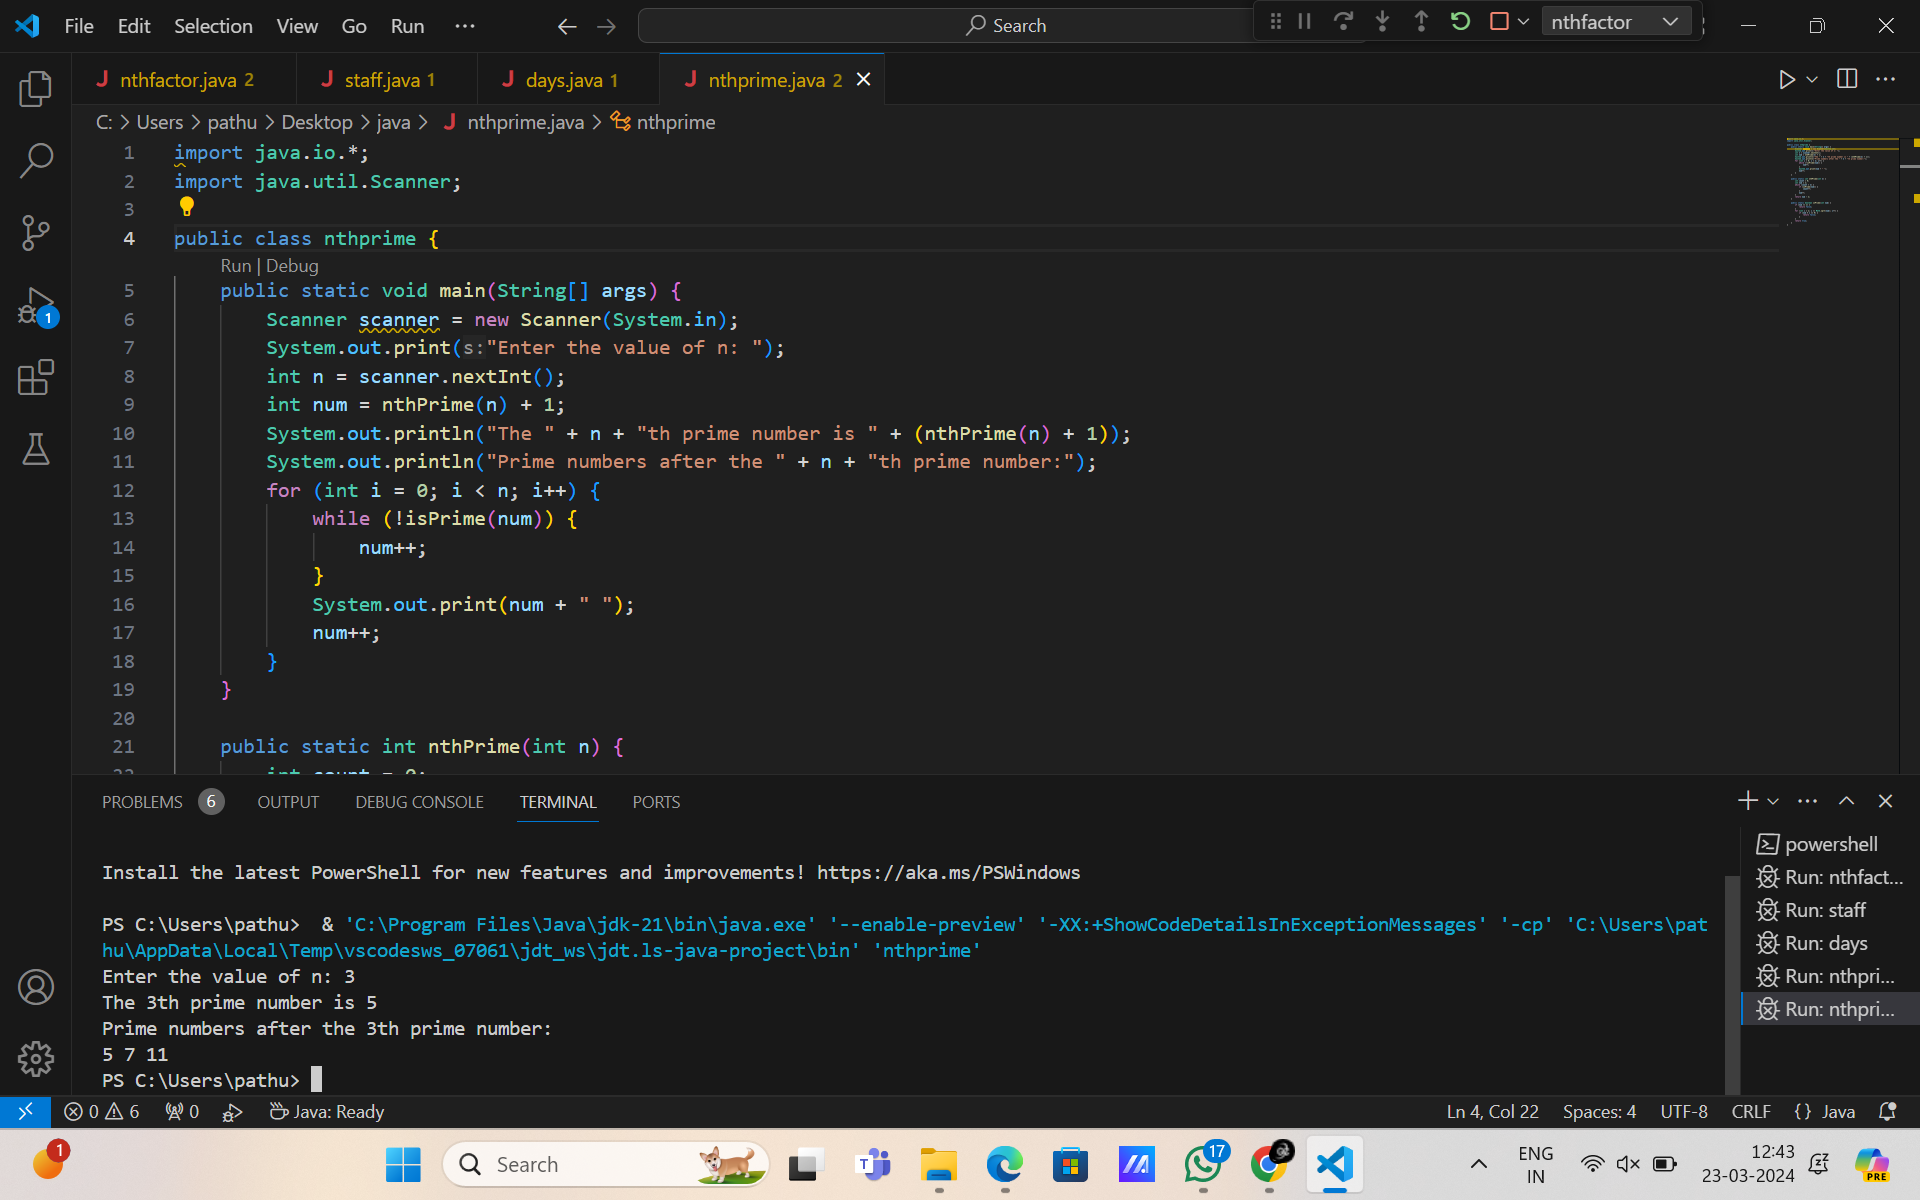 File Edit Selection View Go Run ··· Search nthfactor
nthfactor.java 2 staff.java 1 days.java 1 nthprime.java 2
C: > Users > pathu > Desktop > java > nthprime.java > nthprime
1 import java.io.*;
2 import java.util.Scanner;
3
4 public class nthprime {
Run | Debug
5 public static void main(String[] args) {
6 Scanner scanner = new Scanner(System.in);
7 System.out.print(s:"Enter the value of n: ");
8 int n = scanner.nextInt();
9 int num = nthPrime(n) + 1;
10 System.out.println("The " + n + "th prime number is " + (nthPrime(n) + 1));
11 System.out.println("Prime numbers after the " + n + "th prime number:");
12 for (int i = 0; i < n; i++) {
13 while (!isPrime(num)) {
14 num++;
15 }
16 System.out.print(num + " ");
17 num++;
18 }
19 }
20
21 public static int nthPrime(int n) {
22 int count = 0;
PROBLEMS 6 OUTPUT DEBUG CONSOLE TERMINAL PORTS
Install the latest PowerShell for new features and improvements! https://aka.ms/PSWindows
PS C:\Users\pathu> & 'C:\Program Files\Java\jdk-21\bin\java.exe' '--enable-preview' '-XX:+ShowCodeDetailsInExceptionMessages' '-cp' 'C:\Users\pat
hu\AppData\Local\Temp\vscodesws_07061\jdt_ws\jdt.ls-java-project\bin' 'nthprime'
Enter the value of n: 3
The 3th prime number is 5
Prime numbers after the 3th prime number:
5 7 11
PS C:\Users\pathu>
powershell
Run: nthfact...
Run: staff
Run: days
Run: nthpri...
Run: nthpri...
1
0 6 0 Java: Ready Ln 4, Col 22 Spaces: 4 UTF-8 CRLF {} Java
1 Search 17 ENG IN 12:43 23-03-2024 PRE